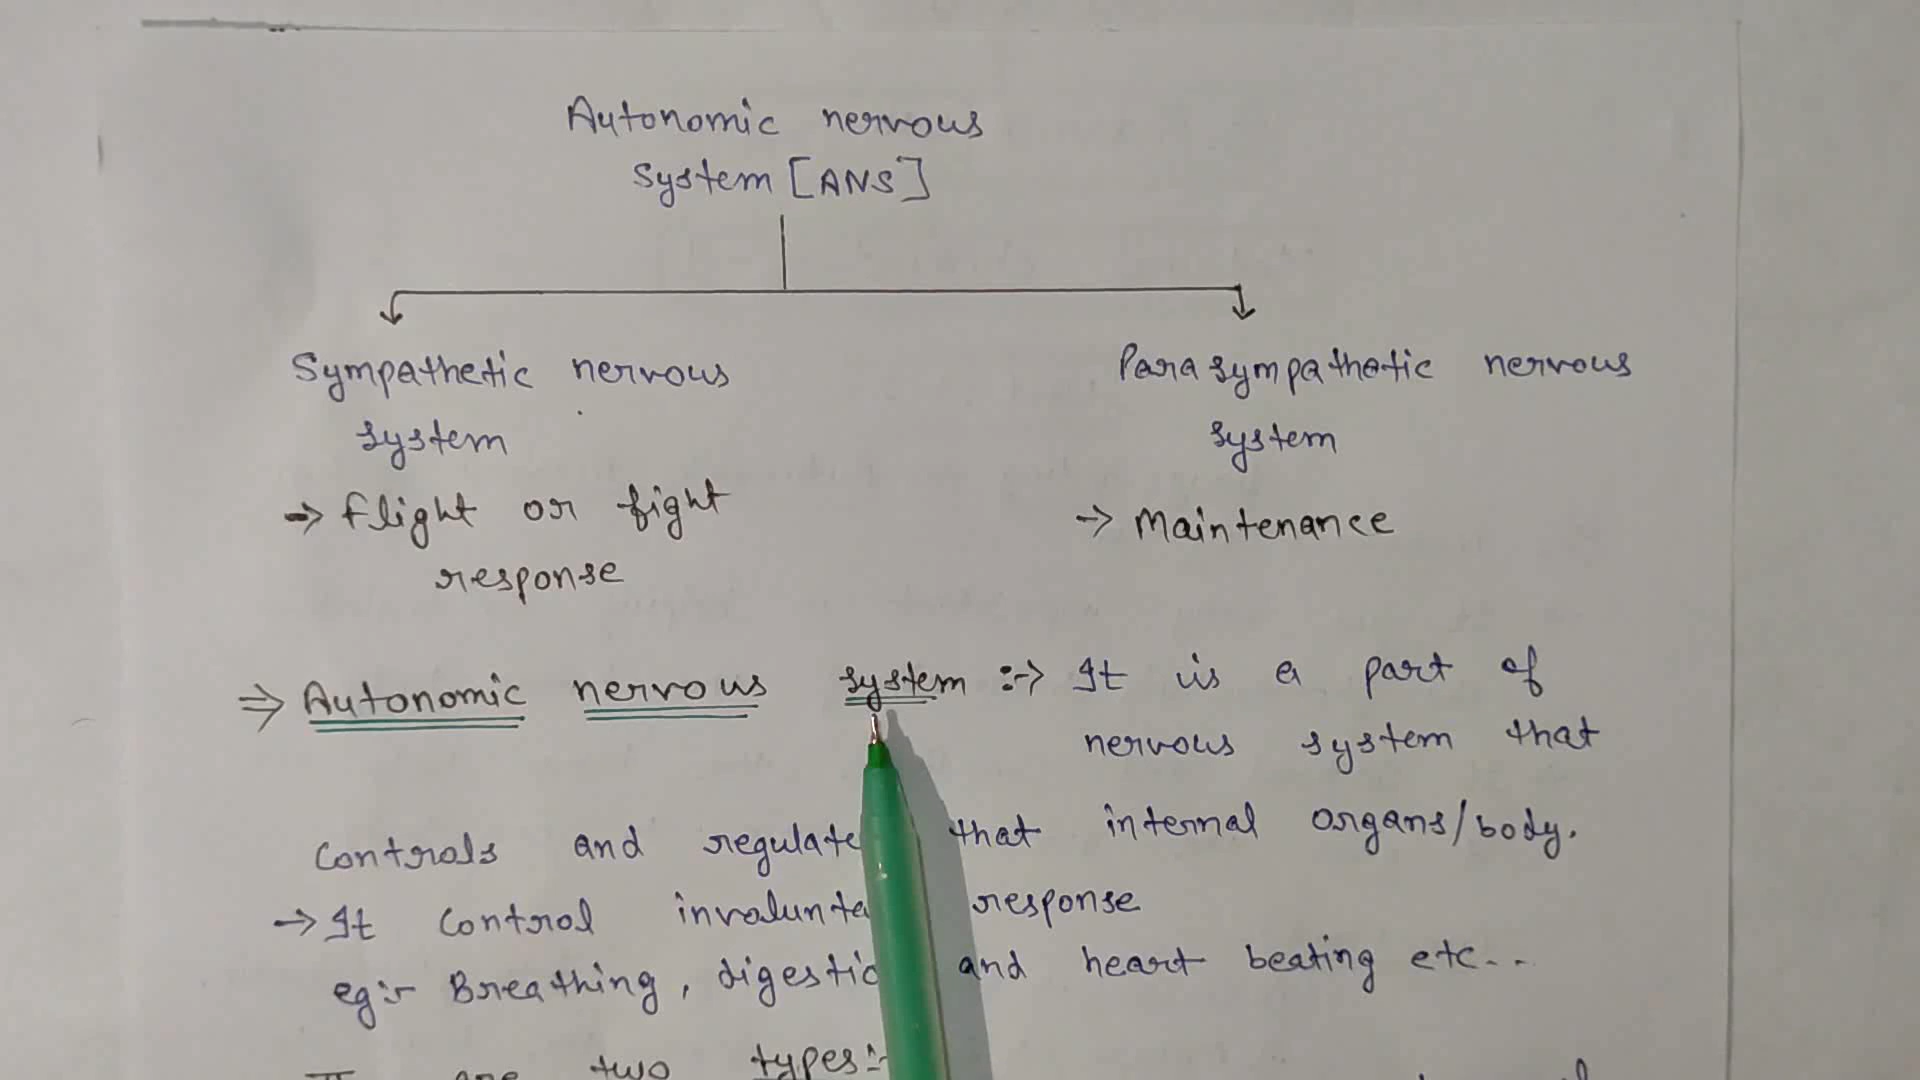 Autonomic nervous
System [ANS]
Sympathetic nervous
system
→ flight or fight
response
Parasympathetic nervous
system
→ Maintenance
⇒ Autonomic nervous system :→ It is a part of
nervous system that
Controls and regulate that internal organs/body.
→ It control response
eg:- Breathing, and heart beating etc...
are two types:-